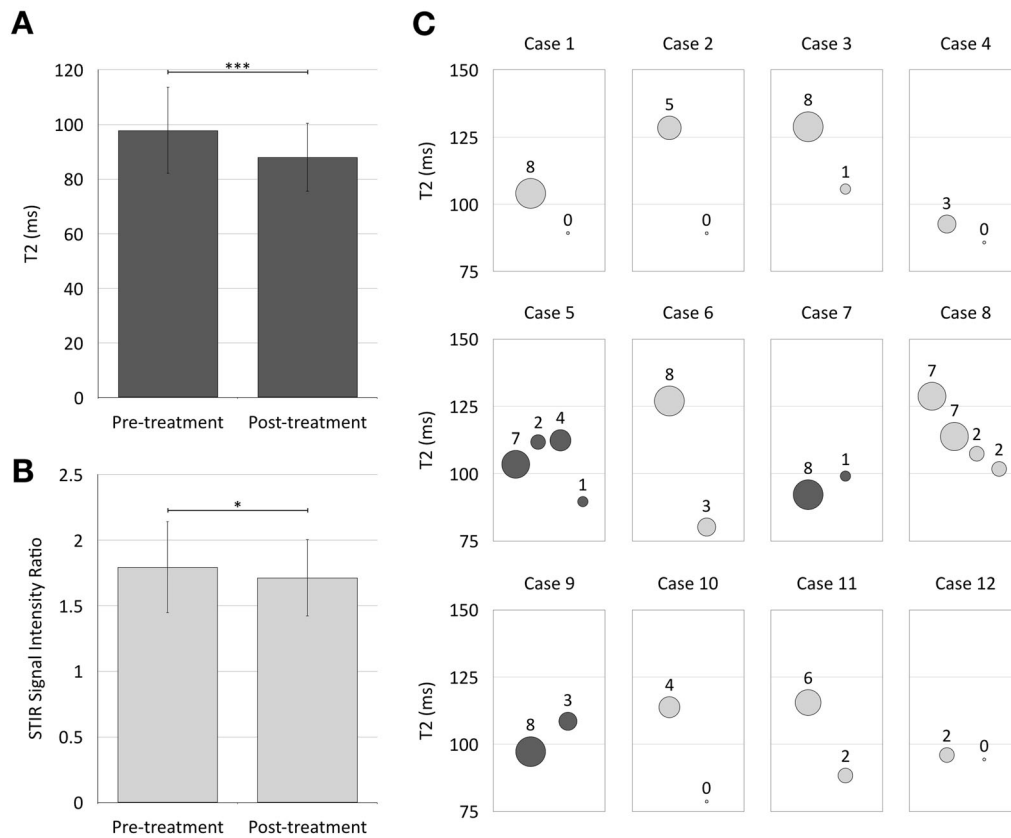 A
T2 (ms)
120
100
80
60
40
20
0
***
Pre-treatment Post-treatment
B
STIR Signal Intensity Ratio
2.5
2
1.5
1
0.5
0
*
Pre-treatment Post-treatment
C
Case 1 Case 2 Case 3 Case 4
T2 (ms)
150
125
100
75
8 0
5 0
8 1
3 0
Case 5 Case 6 Case 7 Case 8
T2 (ms)
150
125
100
75
7 2 4 1
8 3
8 1
7 7 2 2
Case 9 Case 10 Case 11 Case 12
T2 (ms)
150
125
100
75
8 3
4 0
6 2
2 0